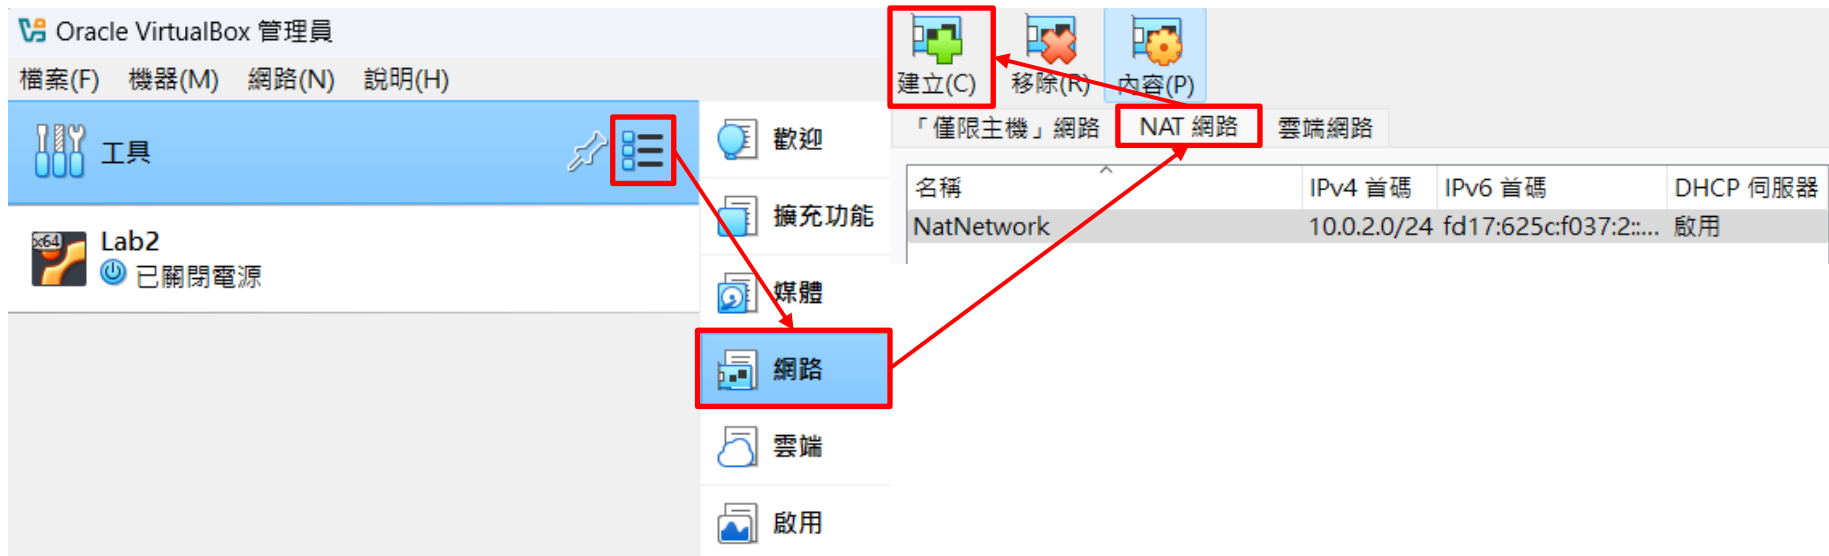 Oracle VirtualBox 管理員
檔案(F) 機器(M) 網路(N) 說明(H)
工具
x64
Lab2
已關閉電源
歡迎
擴充功能
媒體
網路
雲端
啟用
建立(C) 移除(R) 內容(P)
「僅限主機」網路 NAT 網路 雲端網路
名稱 IPv4 首碼 IPv6 首碼 DHCP 伺服器
NatNetwork 10.0.2.0/24 fd17:625c:f037:2::... 啟用